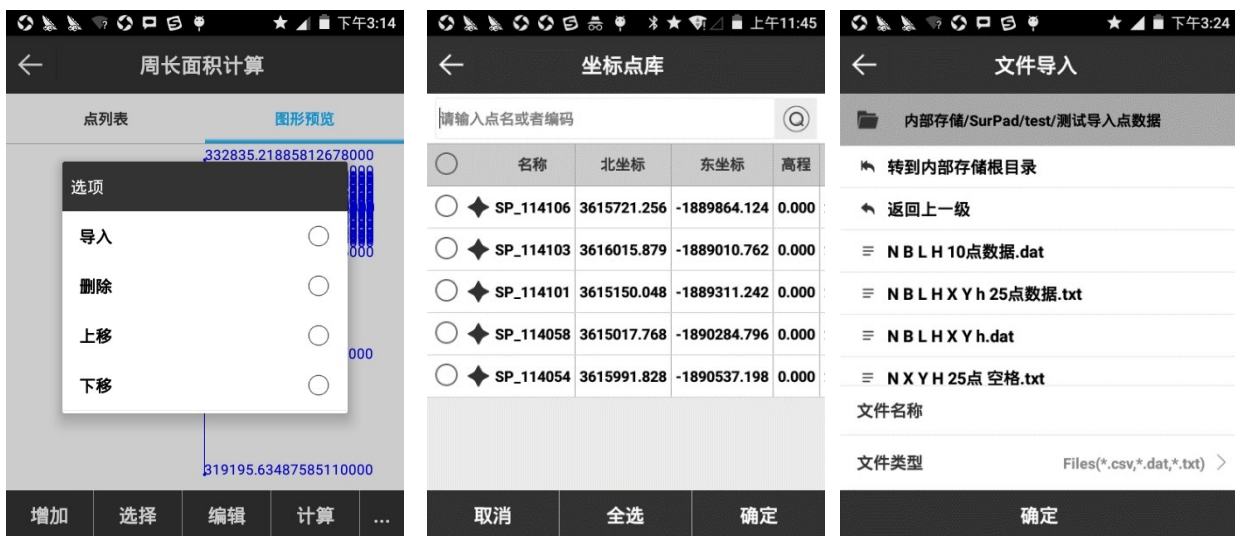 下午3:14
周长面积计算
点列表
图形预览
332835.21885812678000
选项
导入
删除
上移
下移
000
000
319195.63487585110000
增加
选择
编辑
计算
...
上午11:45
坐标点库
请输入点名或者编码
名称 北坐标 东坐标 高程
SP_114106 3615721.256 -1889864.124 0.000
SP_114103 3616015.879 -1889010.762 0.000
SP_114101 3615150.048 -1889311.242 0.000
SP_114058 3615017.768 -1890284.796 0.000
SP_114054 3615991.828 -1890537.198 0.000
取消
全选
确定
下午3:24
文件导入
内部存储/SurPad/test/测试导入点数据
转到内部存储根目录
返回上一级
N B L H 10点数据.dat
N B L H X Y h 25点数据.txt
N B L H X Y h.dat
N X Y H 25点 空格.txt
文件名称
文件类型 Files(*.csv,*.dat,*.txt)
确定